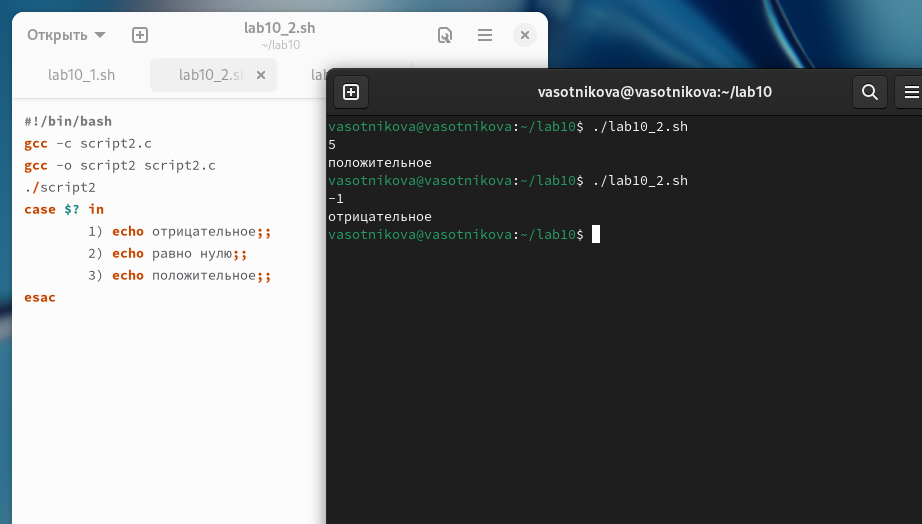 Открыть
lab10_2.sh
~/lab10
lab10_1.sh
lab10_2.sh
lab
#!/bin/bash
gcc -c script2.c
gcc -o script2 script2.c
./script2
case $? in
1) echo отрицательное;;
2) echo равно нулю;;
3) echo положительное;;
esac
vasotnikova@vasotnikova:~/lab10
vasotnikova@vasotnikova:~/lab10$ ./lab10_2.sh
5
положительное
vasotnikova@vasotnikova:~/lab10$ ./lab10_2.sh
-1
отрицательное
vasotnikova@vasotnikova:~/lab10$